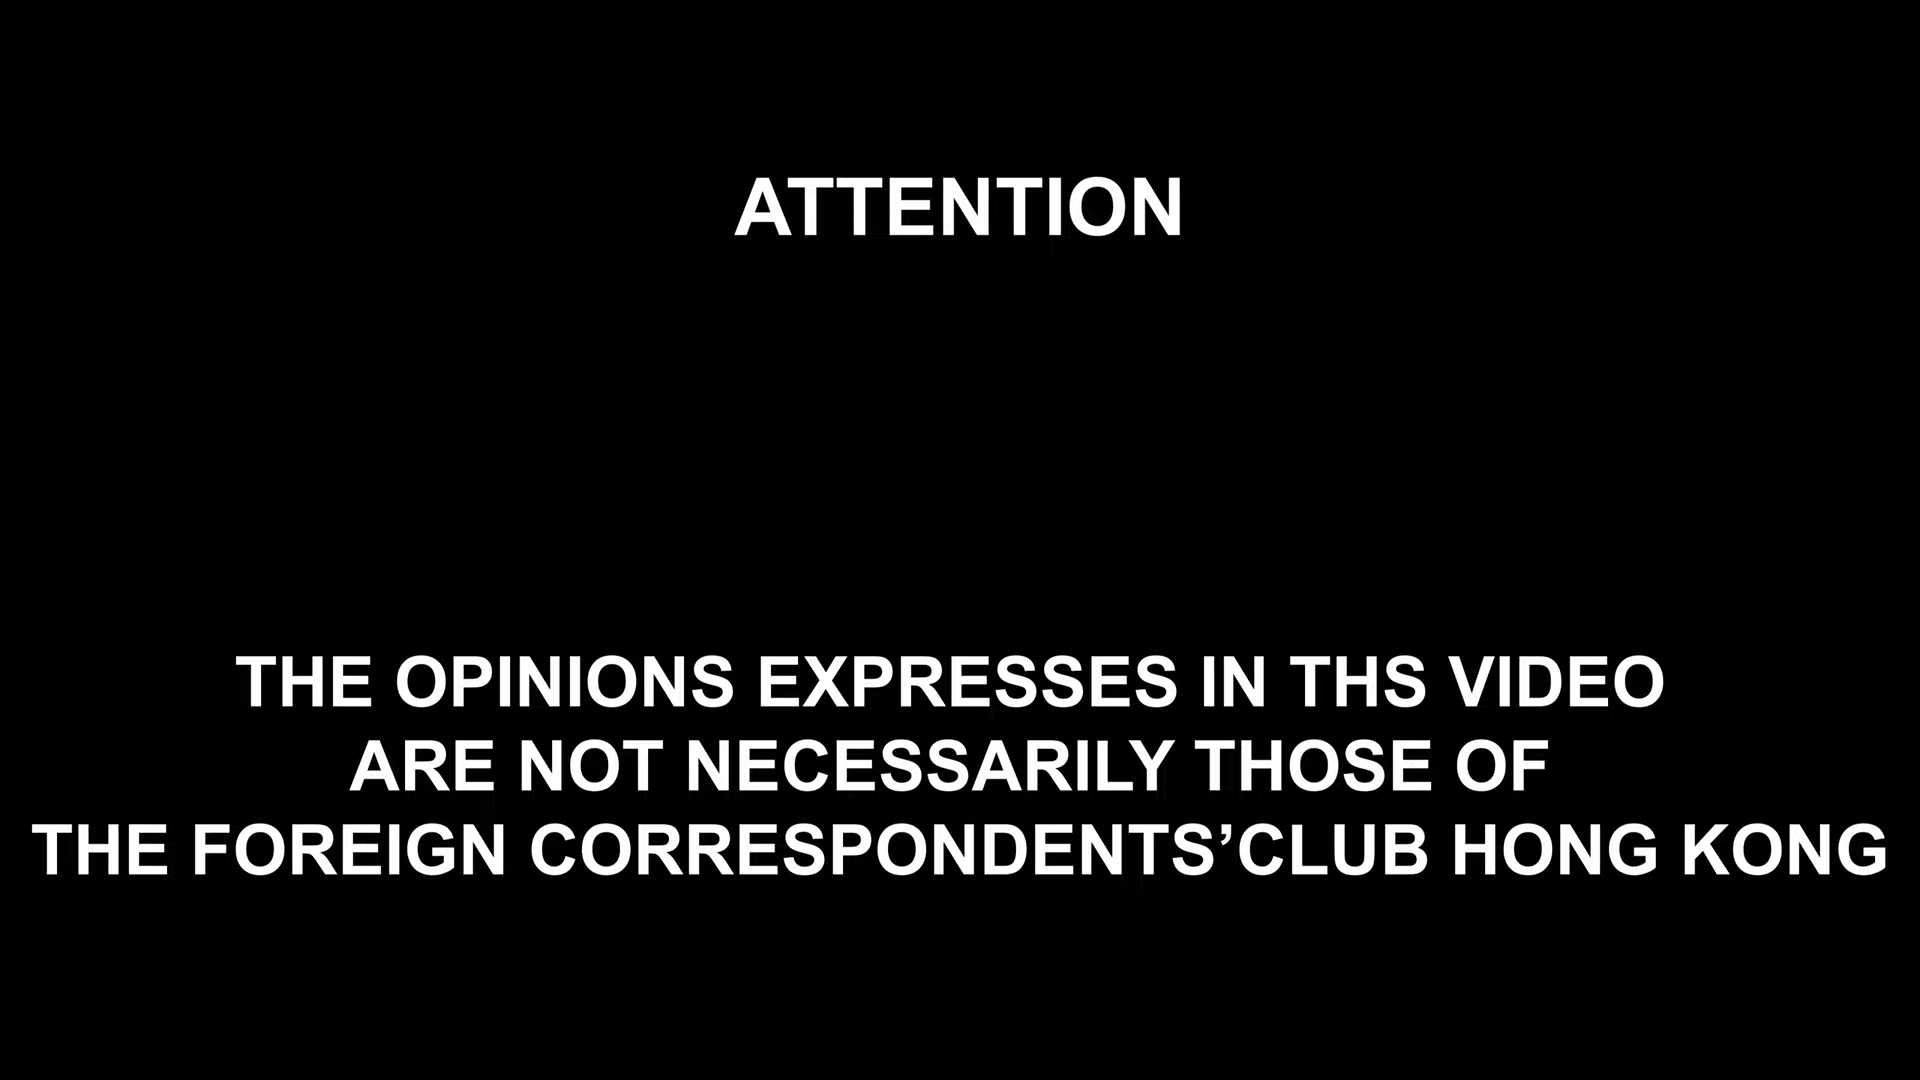 ATTENTION
THE OPINIONS EXPRESSES IN THS VIDEO
ARE NOT NECESSARILY THOSE OF
THE FOREIGN CORRESPONDENTS’CLUB HONG KONG